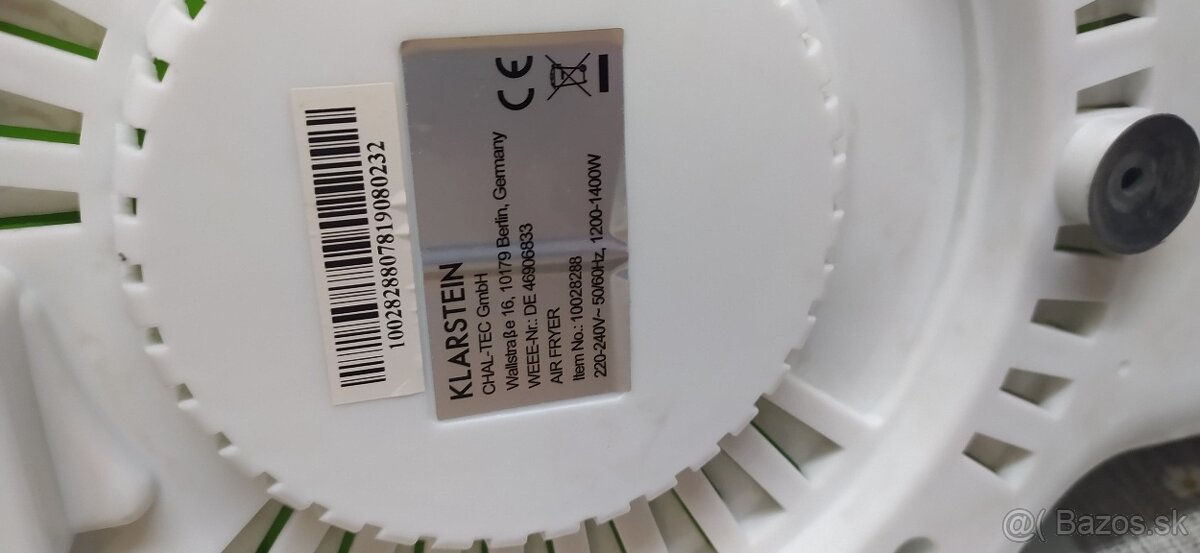 KLARSTEIN
CHAL-TEC GmbH
Wallstraße 16, 10179 Berlin, Germany
WEEE-Nr.: DE 46906833
AIR FRYER
Item No.: 10028288
220-240V~ 50/60Hz, 1200-1400W
CE
1002828807819080232
@( Bazos.sk